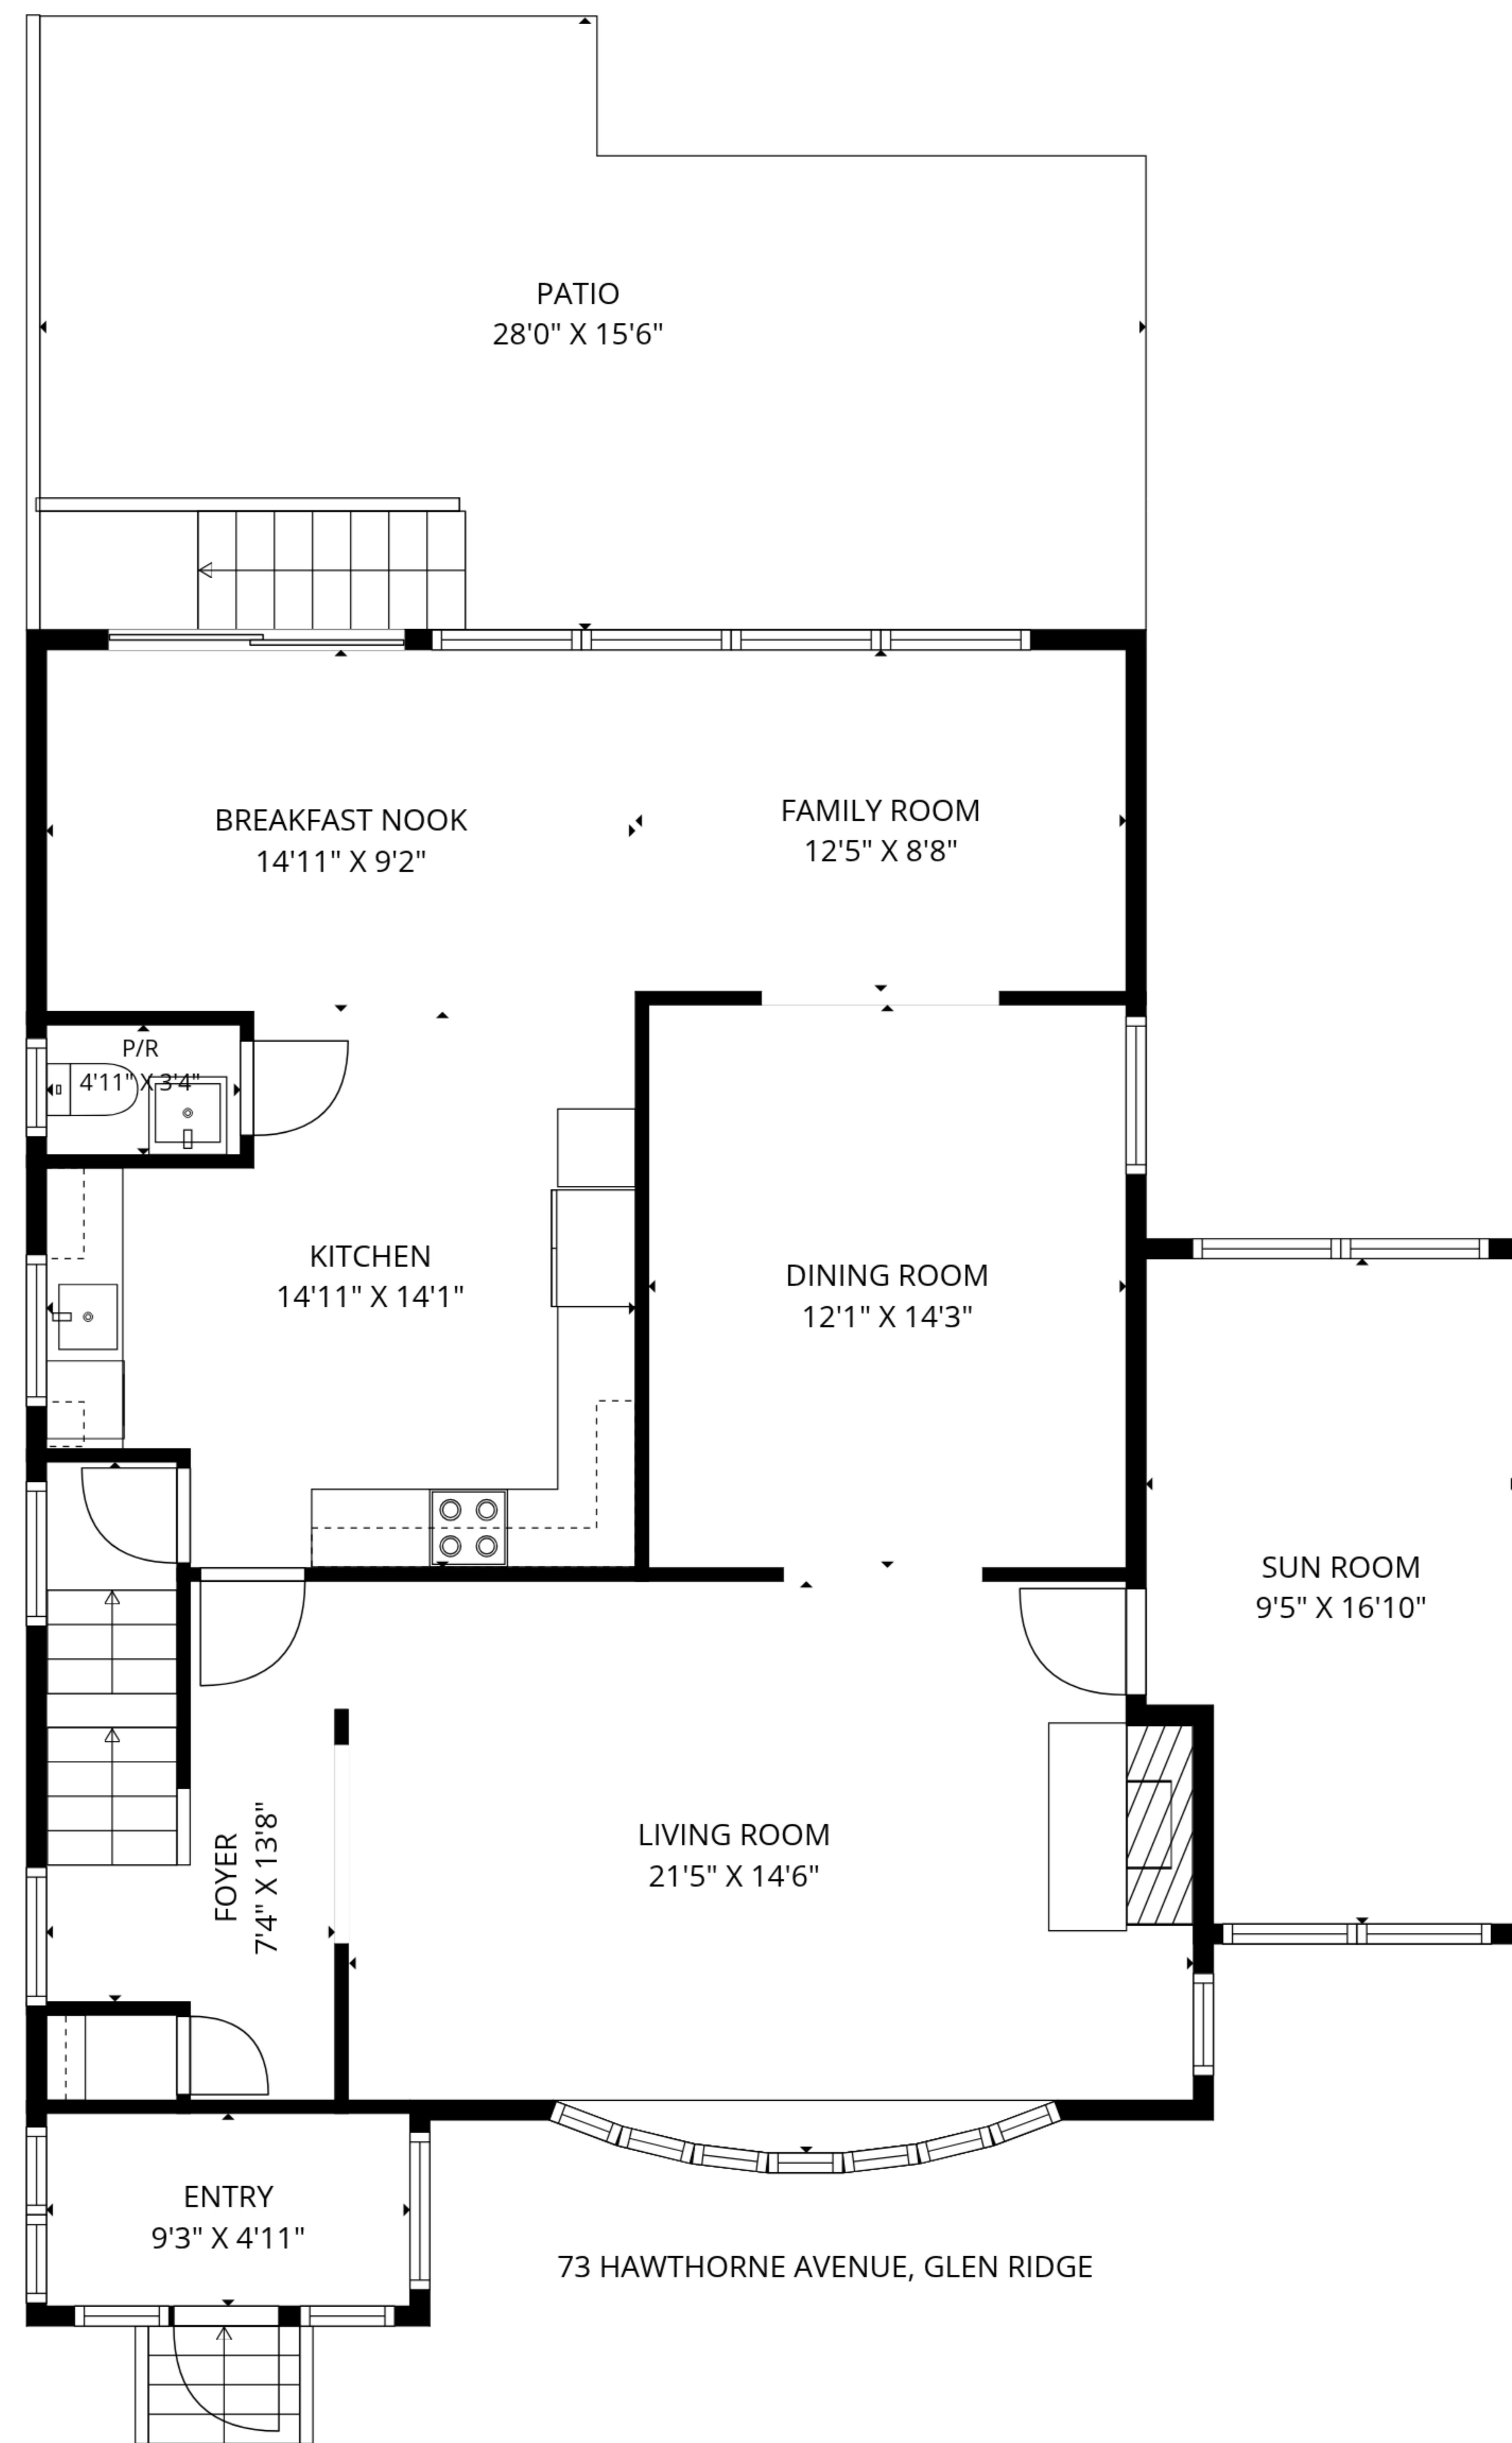 PATIO
28'0" X 15'6"
BREAKFAST NOOK
14'11" X 9'2"
FAMILY ROOM
12'5" X 8'8"
P/R
4'11" X 3'4"
KITCHEN
14'11" X 14'1"
DINING ROOM
12'1" X 14'3"
SUN ROOM
9'5" X 16'10"
FOYER
7'4" X 13'8"
LIVING ROOM
21'5" X 14'6"
ENTRY
9'3" X 4'11"
73 HAWTHORNE AVENUE, GLEN RIDGE